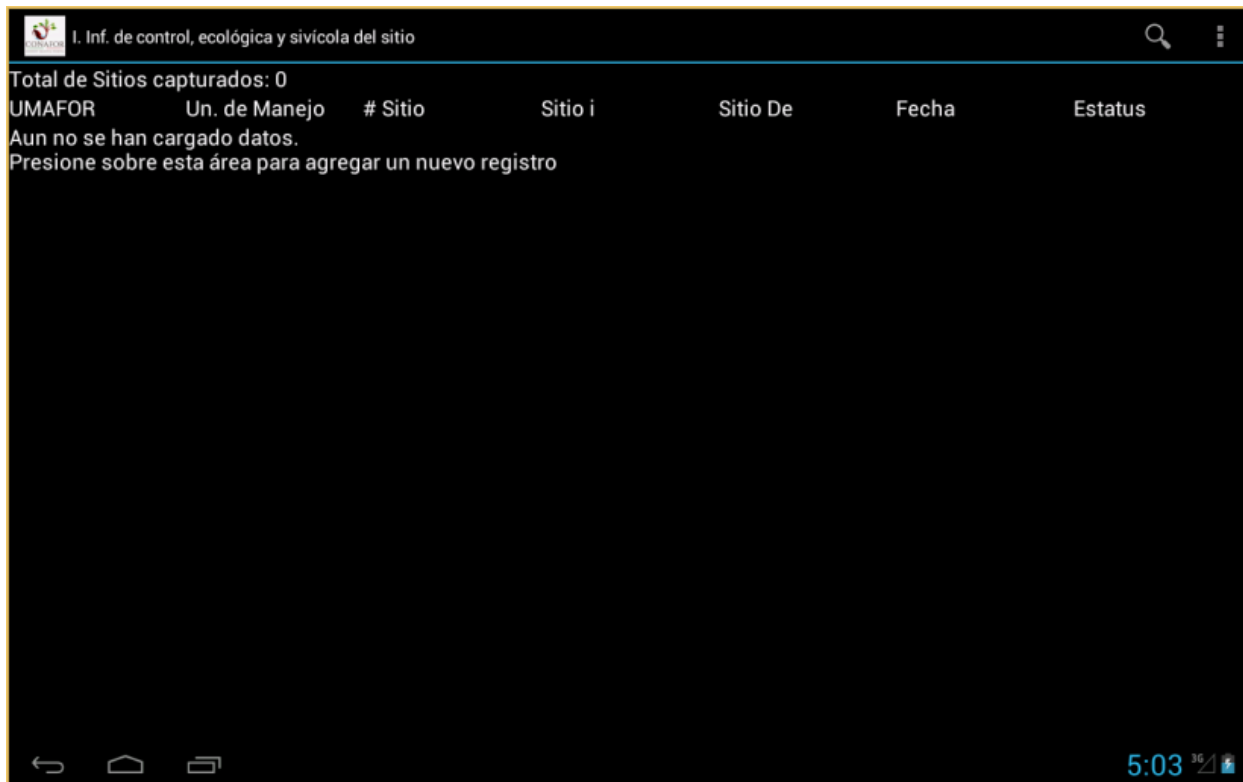 CONAFOR
I. Inf. de control, ecológica y sivícola del sitio
Total de Sitios capturados: 0
UMAFOR Un. de Manejo # Sitio Sitio i Sitio De Fecha Estatus
Aun no se han cargado datos.
Presione sobre esta área para agregar un nuevo registro
5:03 3G